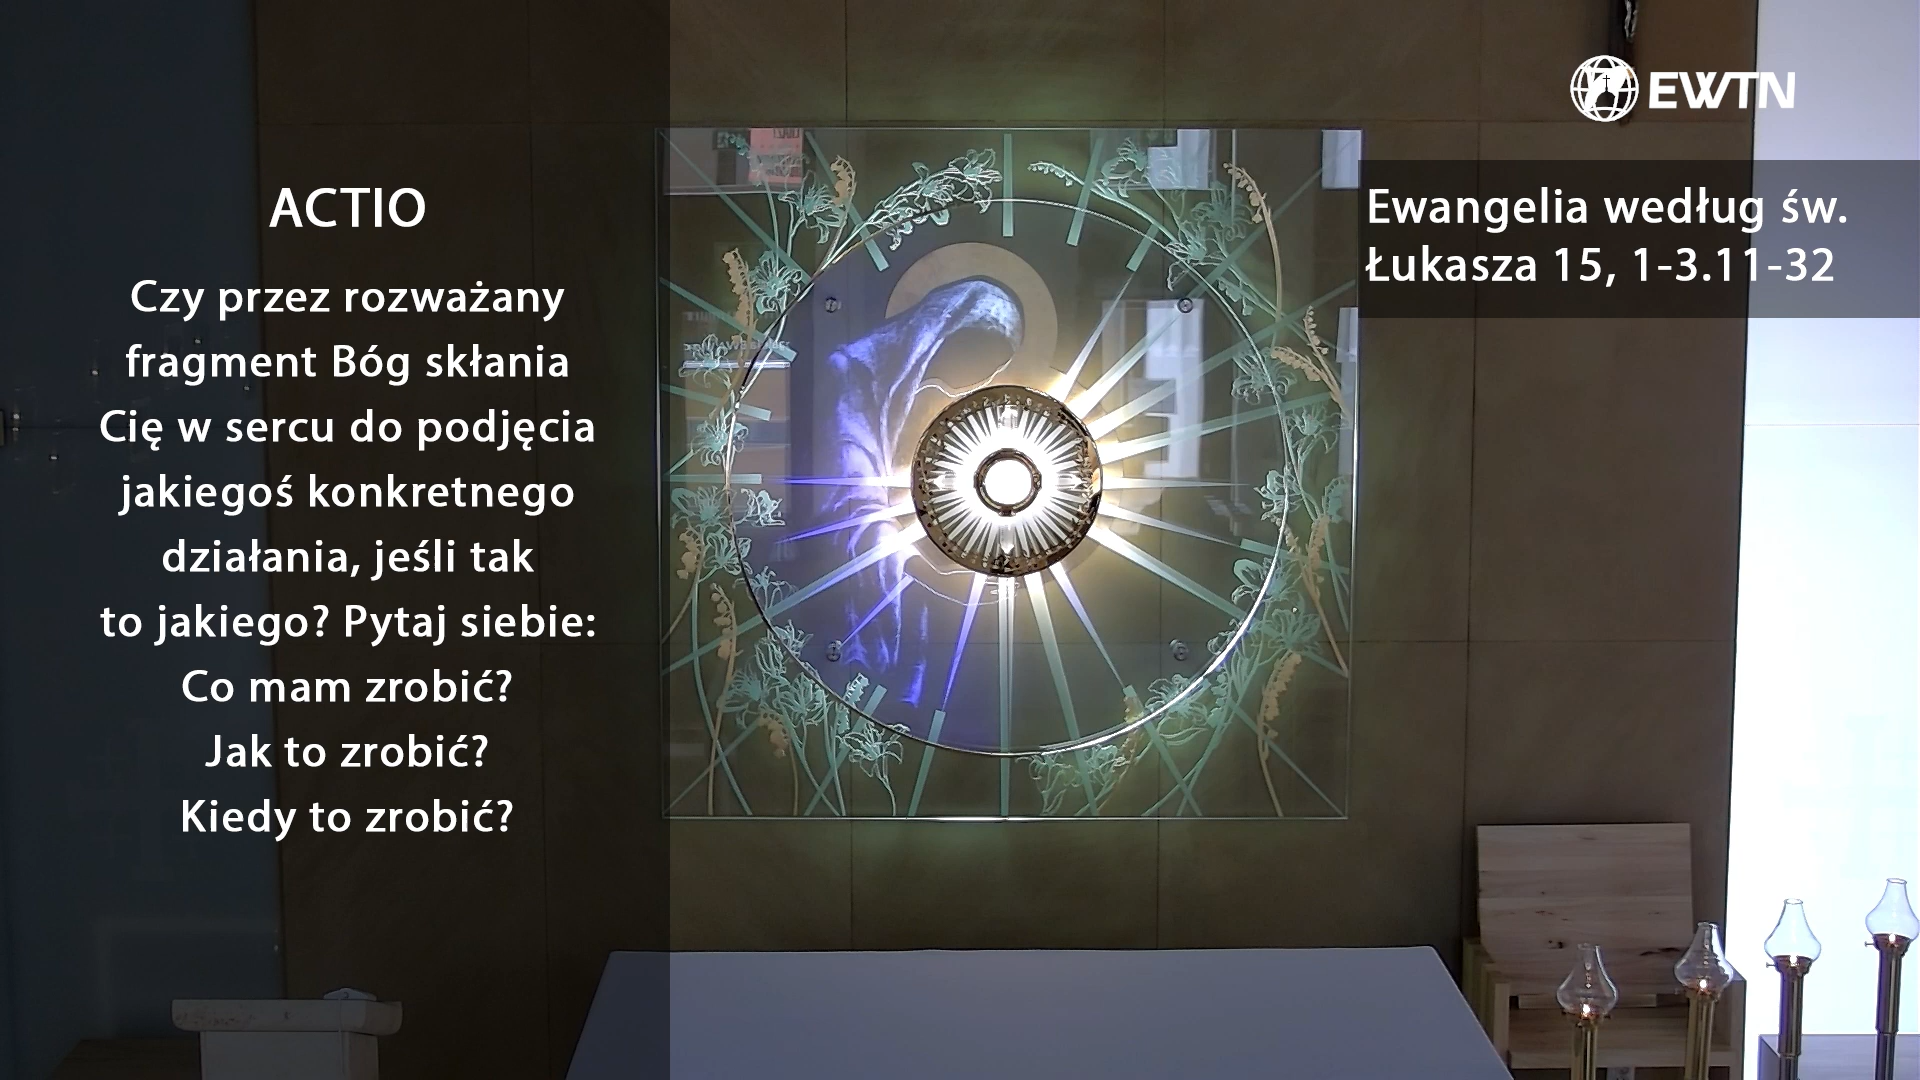 EWTN
ACTIO
Czy przez rozważany
fragment Bóg skłania
Cię w sercu do podjęcia
jakiegoś konkretnego
działania, jeśli tak
to jakiego? Pytaj siebie:
Co mam zrobić?
Jak to zrobić?
Kiedy to zrobić?
Ewangelia według św.
Łukasza 15, 1-3.11-32